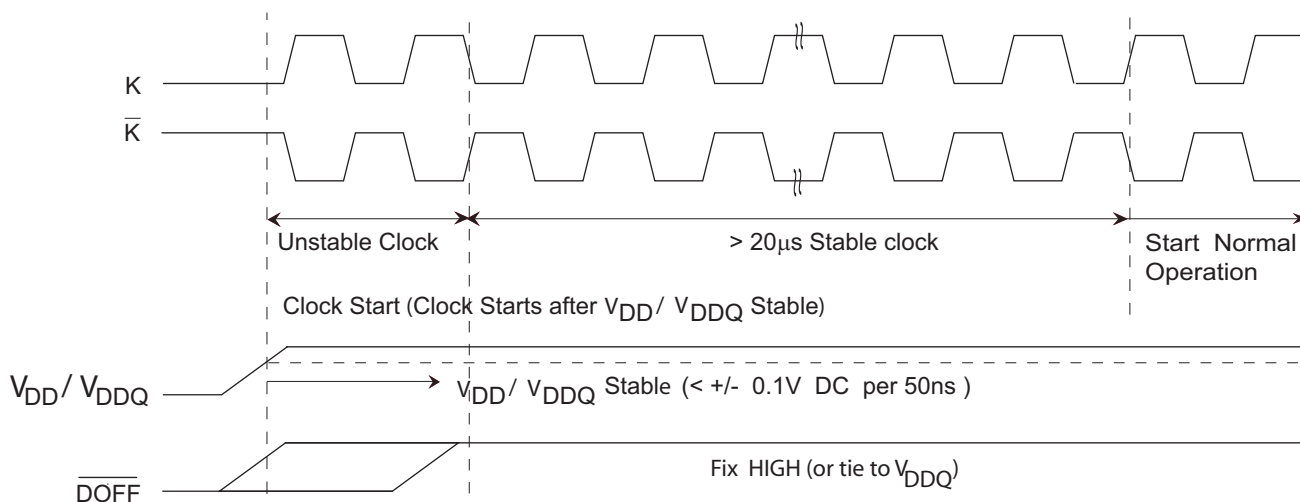 K
K̅
Unstable Clock
> 20μs Stable clock
Start Normal
Operation
Clock Start (Clock Starts after VDD / VDDQ Stable)
VDD / VDDQ
VDD / VDDQ Stable (< +/- 0.1V DC per 50ns )
Fix HIGH (or tie to VDDQ)
D̅O̅F̅F̅